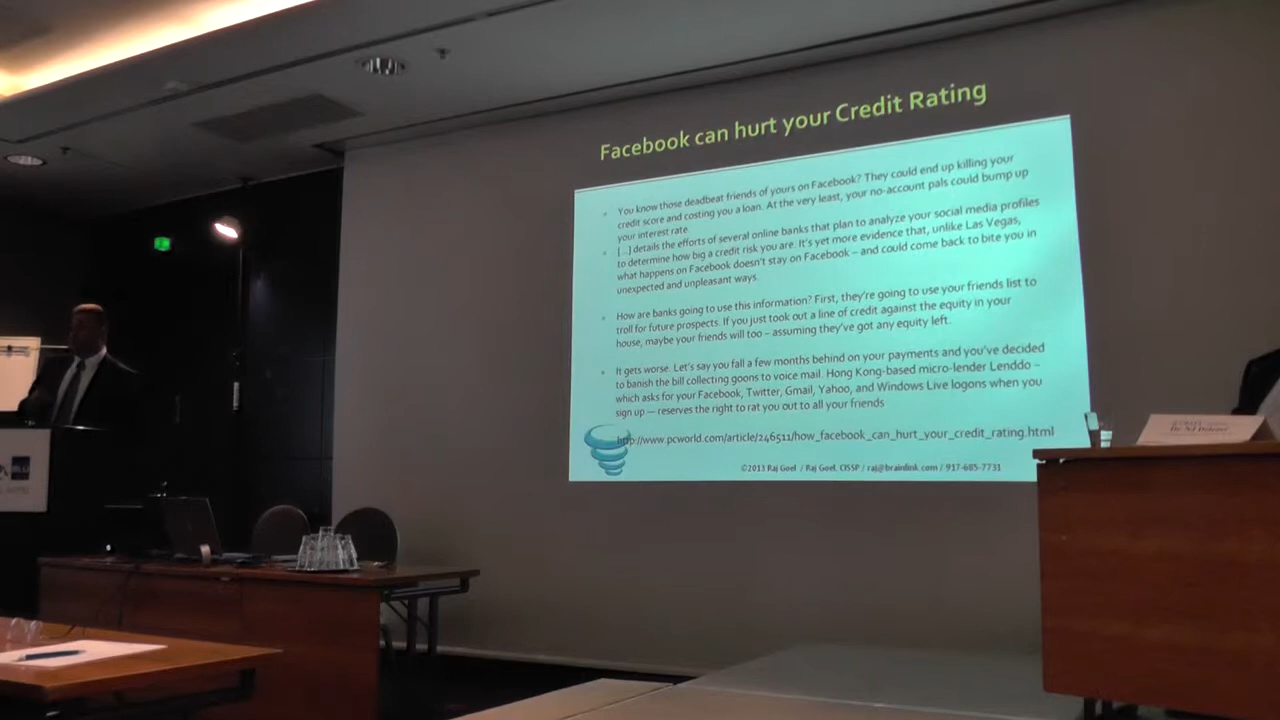 Facebook can hurt your Credit Rating
You know those deadbeat friends of yours on Facebook? They could end up killing your
credit score and costing you a loan. At the very least, your no-account pals could bump up
your interest rate.
[...] details the efforts of several online banks that plan to analyze your social media profiles
to determine how big a credit risk you are. It's yet more evidence that, unlike Las Vegas,
what happens on Facebook doesn't stay on Facebook – and could come back to bite you in
unexpected and unpleasant ways.
How are banks going to use this information? First, they're going to use your friends list to
troll for future prospects. If you just took out a line of credit against the equity in your
house, maybe your friends will too – assuming they've got any equity left.
It gets worse. Let's say you fall a few months behind on your payments and you've decided
to banish the bill collecting goons to voice mail. Hong Kong-based micro-lender Lenddo –
which asks for your Facebook, Twitter, Gmail, Yahoo, and Windows Live logons when you
sign up — reserves the right to rat you out to all your friends
http://www.pcworld.com/article/246511/how_facebook_can_hurt_your_credit_rating.html
©2013 Raj Goel / Raj Goel, CISSP / raj@brainlink.com / 917-685-7731
BLU